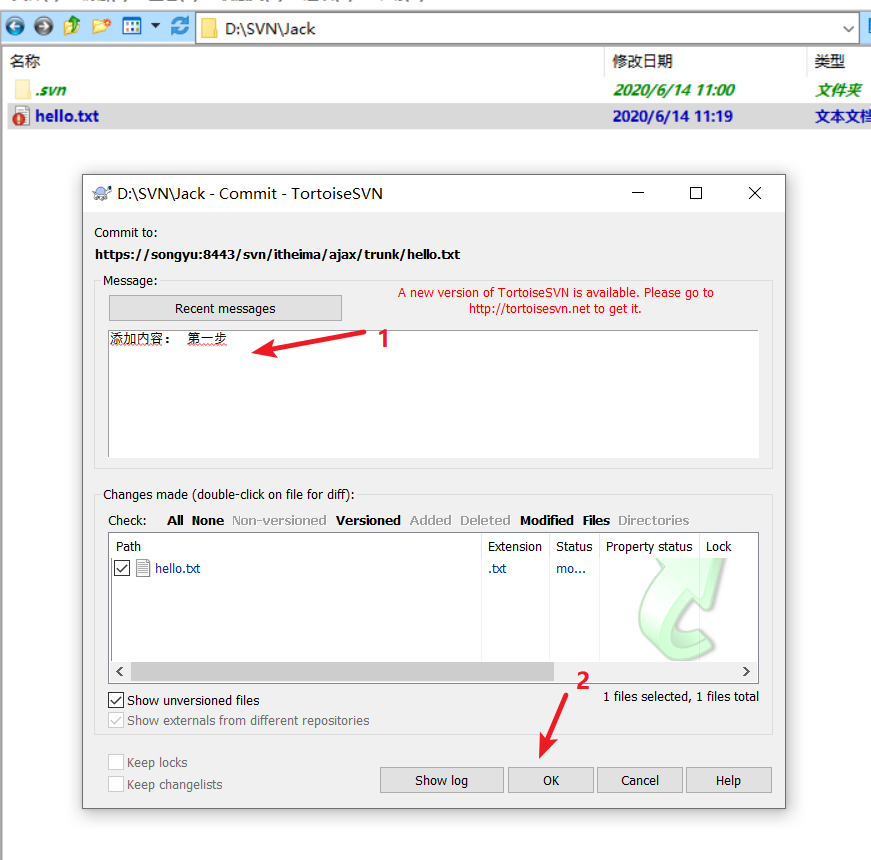 D:\SVN\Jack
名称 修改日期 类型
.svn 2020/6/14 11:00 文件夹
hello.txt 2020/6/14 11:19 文本文档
D:\SVN\Jack - Commit - TortoiseSVN
Commit to:
https://songyu:8443/svn/itheima/ajax/trunk/hello.txt
Message:
Recent messages
A new version of TortoiseSVN is available. Please go to
http://tortoisesvn.net to get it.
添加内容： 第一步
1
Changes made (double-click on file for diff):
Check: All None Non-versioned Versioned Added Deleted Modified Files Directories
Path Extension Status Property status Lock
hello.txt .txt mo...
2
Show unversioned files
1 files selected, 1 files total
Show externals from different repositories
Keep locks
Keep changelists
Show log OK Cancel Help